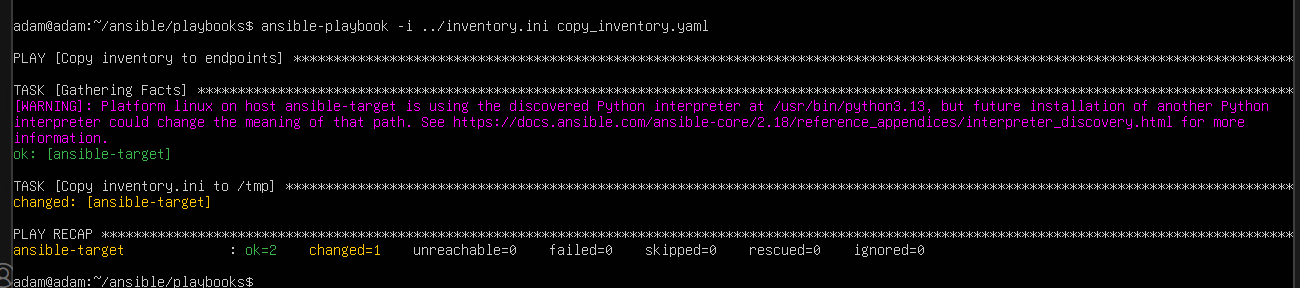 adam@adam:~/ansible/playbooks$ ansible-playbook -i ../inventory.ini copy_inventory.yaml
PLAY [Copy inventory to endpoints] ******************************************************************************************************************************
TASK [Gathering Facts] ******************************************************************************************************************************************
[WARNING]: Platform linux on host ansible-target is using the discovered Python interpreter at /usr/bin/python3.13, but future installation of another Python
interpreter could change the meaning of that path. See https://docs.ansible.com/ansible-core/2.18/reference_appendices/interpreter_discovery.html for more
information.
ok: [ansible-target]
TASK [Copy inventory.ini to /tmp] *******************************************************************************************************************************
changed: [ansible-target]
PLAY RECAP ******************************************************************************************************************************************************
ansible-target             : ok=2    changed=1    unreachable=0    failed=0    skipped=0    rescued=0    ignored=0
adam@adam:~/ansible/playbooks$